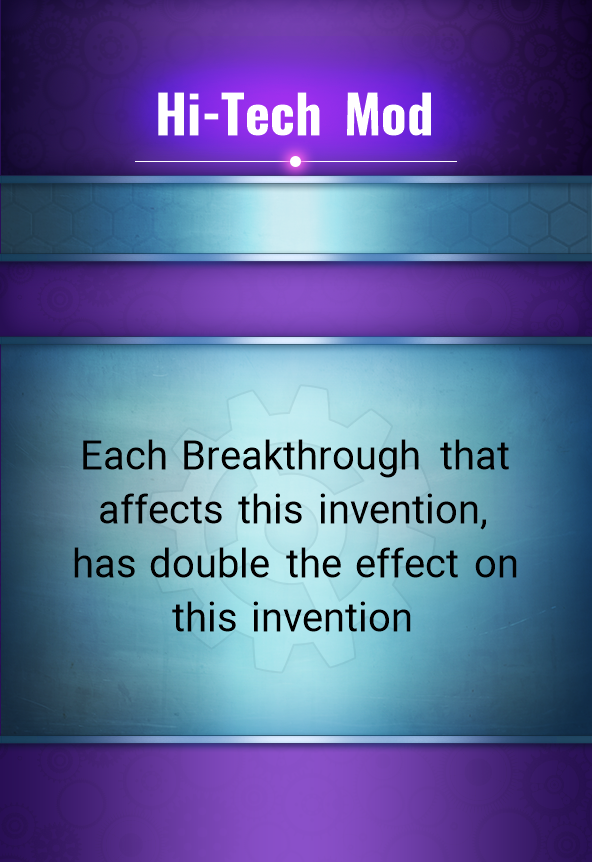 Hi-Tech Mod
Each Breakthrough that
affects this invention,
has double the effect on
this invention